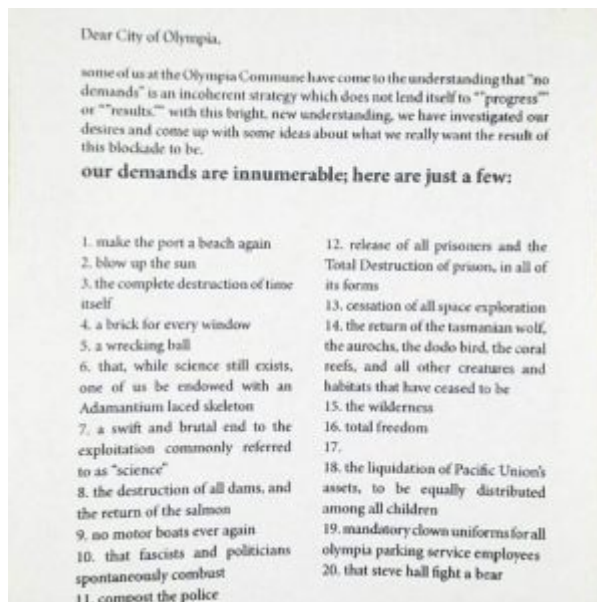 Dear City of Olympia,
some of us at the Olympia Commune have come to the understanding that "no
demands" is an incoherent strategy which does not lend itself to ""progress""
or ""results."" with this bright, new understanding, we have investigated our
desires and come up with some ideas about what we really want the result of
this blockade to be.
our demands are innumerable; here are just a few:
1. make the port a beach again
2. blow up the sun
3. the complete destruction of time
itself
4. a brick for every window
5. a wrecking ball
6. that, while science still exists,
one of us be endowed with an
Adamantium laced skeleton
7. a swift and brutal end to the
exploitation commonly referred
to as "science"
8. the destruction of all dams, and
the return of the salmon
9. no motor boats ever again
10. that fascists and politicians
spontaneously combust
11. compost the police
12. release of all prisoners and the
Total Destruction of prison, in all of
its forms
13. cessation of all space exploration
14. the return of the tasmanian wolf,
the aurochs, the dodo bird, the coral
reefs, and all other creatures and
habitats that have ceased to be
15. the wilderness
16. total freedom
17.
18. the liquidation of Pacific Union's
assets, to be equally distributed
among all children
19. mandatory clown uniforms for all
olympia parking service employees
20. that steve hall fight a bear